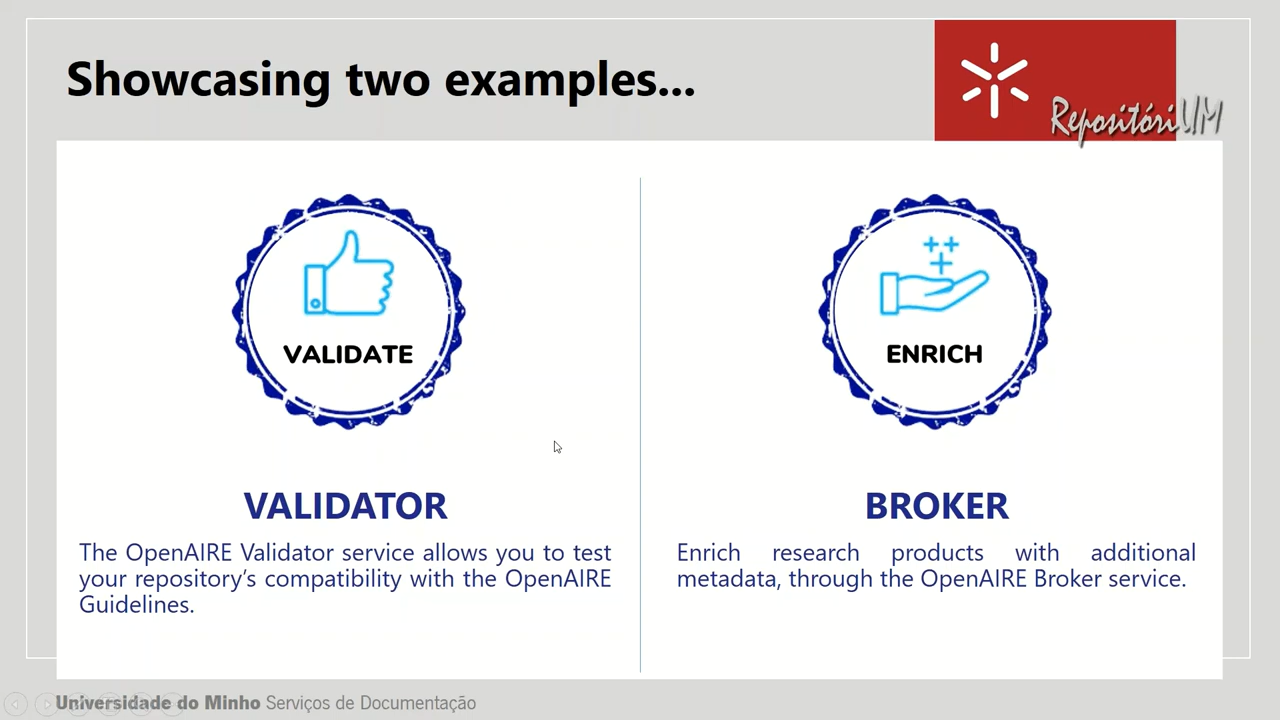 Showcasing two examples...
RepositóriUM
VALIDATE
VALIDATOR
The OpenAIRE Validator service allows you to test
your repository's compatibility with the OpenAIRE
Guidelines.
ENRICH
BROKER
Enrich research products with additional
metadata, through the OpenAIRE Broker service.
Universidade do Minho Serviços de Documentação